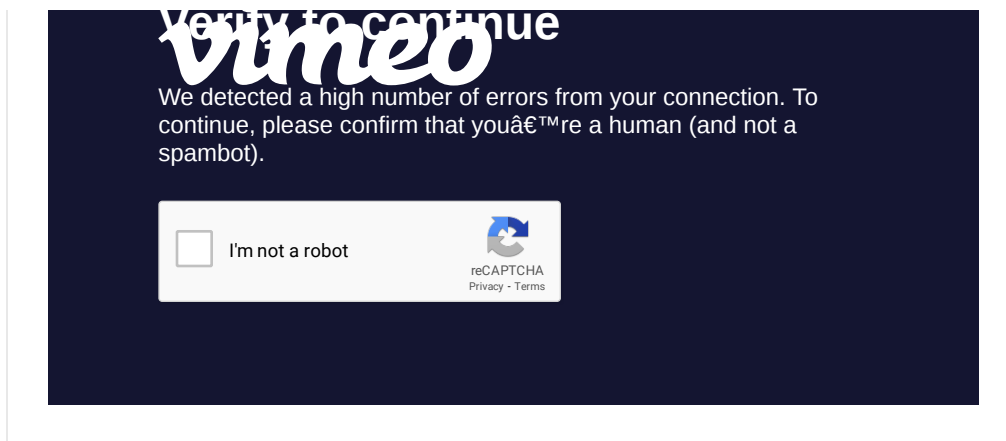 Verify to continue
vimeo
We detected a high number of errors from your connection. To
continue, please confirm that youâ€™re a human (and not a
spambot).
I'm not a robot
reCAPTCHA
Privacy - Terms